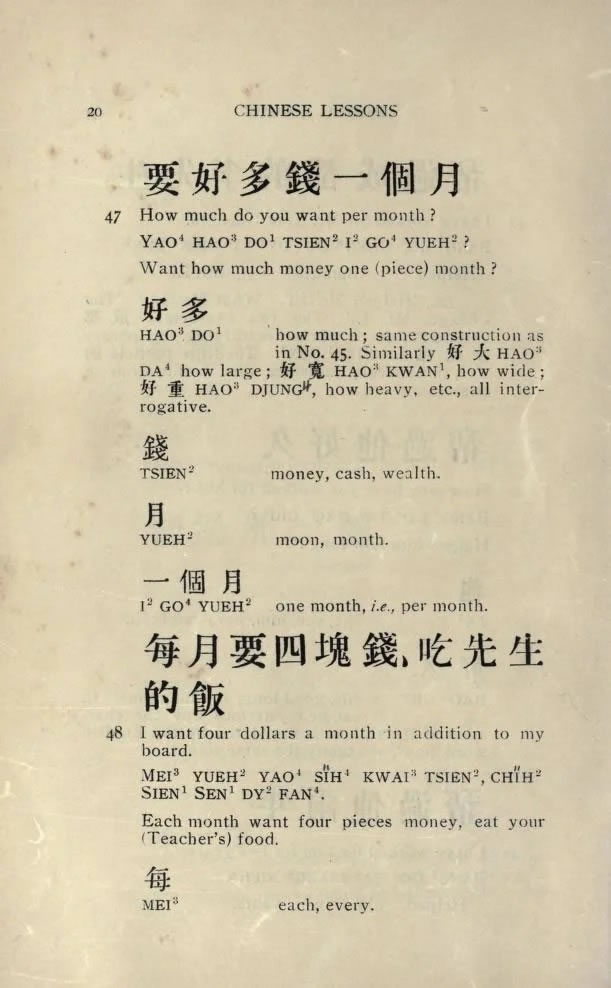 20 CHINESE LESSONS
要好多錢一個月
47 How much do you want per month ?
YAO⁴ HAO³ DO¹ TSIEN² I² GO⁴ YUEH² ?
Want how much money one (piece) month ?
好多
HAO³ DO¹ how much ; same construction as
in No. 45. Similarly 好大 HAO³
DA⁴ how large ; 好寬 HAO³ KWAN¹, how wide ;
好重 HAO³ DJUNG⁴, how heavy, etc., all inter-
rogative.
錢
TSIEN² money, cash, wealth.
月
YUEH² moon, month.
一個月
I² GO⁴ YUEH² one month, i.e., per month.
每月要四塊錢、吃先生
的飯
48 I want four dollars a month in addition to my
board.
MEI³ YUEH² YAO⁴ SÏH⁴ KWAI³ TSIEN², CHÏH²
SIEN¹ SEN¹ DY² FAN⁴.
Each month want four pieces money, eat your
(Teacher's) food.
每
MEI³ each, every.